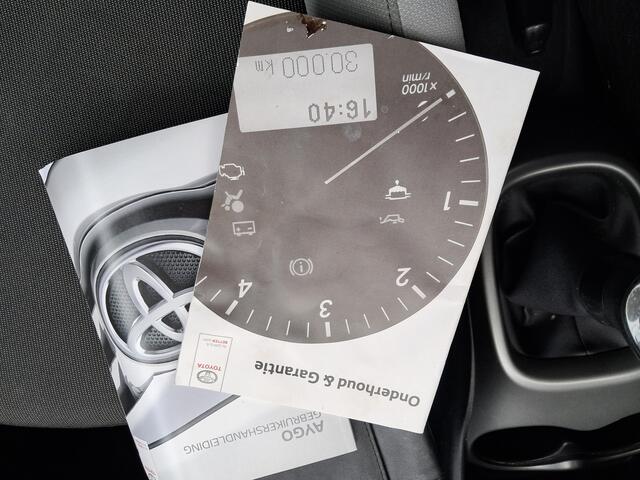 Onderhoud & Garantie
TOYOTA
4
3
2
1
x1000
r/min
16:40
30.000 km
AYGO
GEBRUIKERSHANDLEIDING